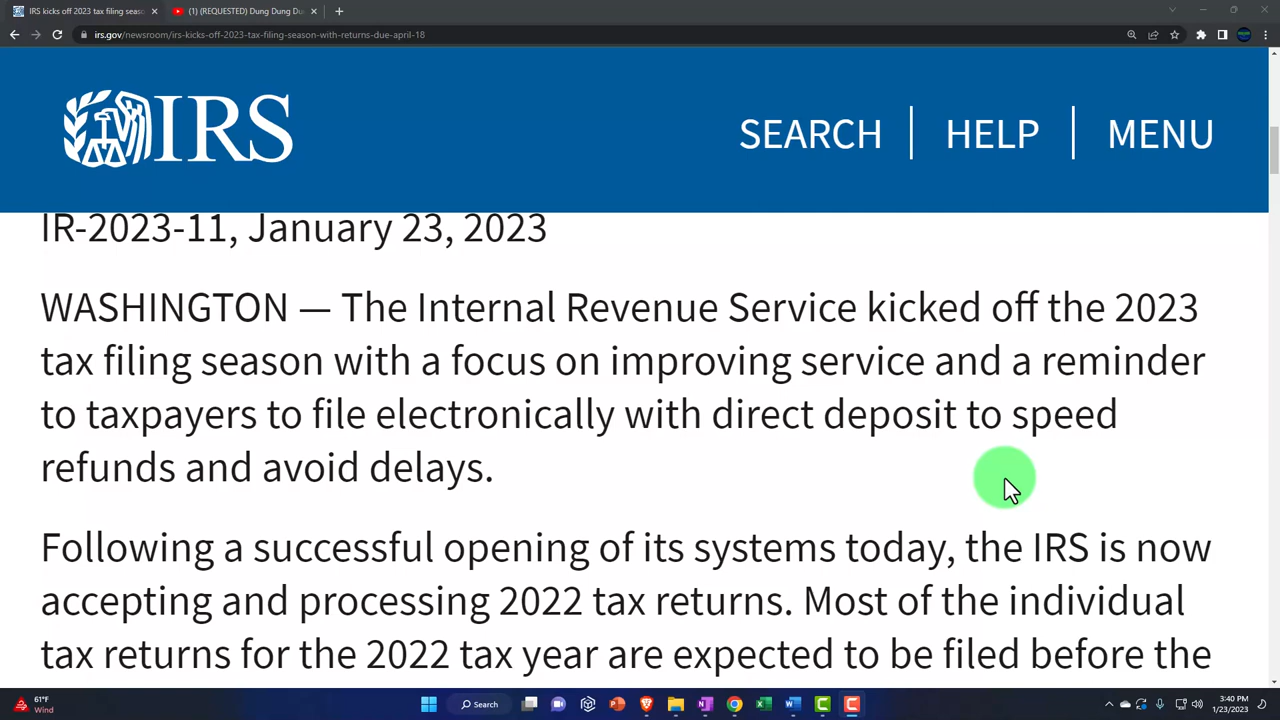 IRS kicks off 2023 tax filing seaso
(1) (REQUESTED) Dung Dung Du
irs.gov/newsroom/irs-kicks-off-2023-tax-filing-season-with-returns-due-april-18
IRS
SEARCH
HELP
MENU
IR-2023-11, January 23, 2023
WASHINGTON — The Internal Revenue Service kicked off the 2023
tax filing season with a focus on improving service and a reminder
to taxpayers to file electronically with direct deposit to speed
refunds and avoid delays.
Following a successful opening of its systems today, the IRS is now
accepting and processing 2022 tax returns. Most of the individual
tax returns for the 2022 tax year are expected to be filed before the
61°F
Wind
Search
3:40 PM
1/23/2023